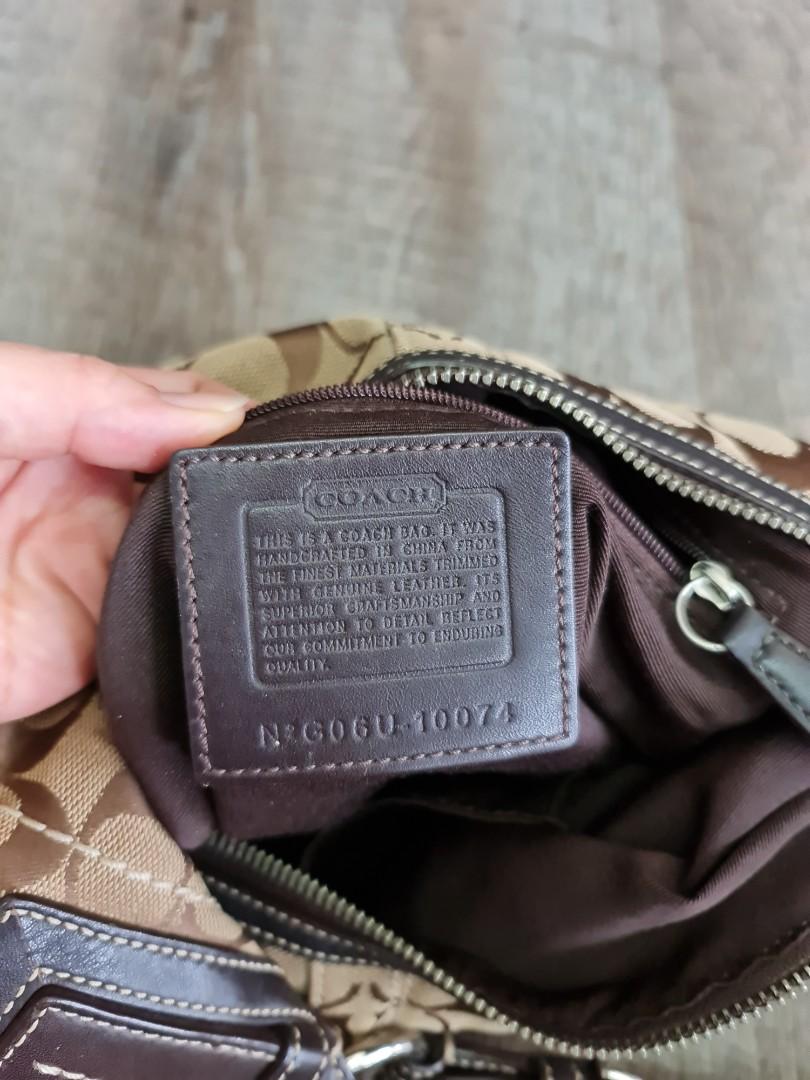 COACH
THIS IS A COACH BAG. IT WAS
HANDCRAFTED IN CHINA FROM
THE FINEST MATERIALS TRIMMED
WITH GENUINE LEATHER. ITS
SUPERIOR CRAFTSMANSHIP AND
ATTENTION TO DETAIL REFLECT
OUR COMMITMENT TO ENDURING
QUALITY.
Nº G06U-10074